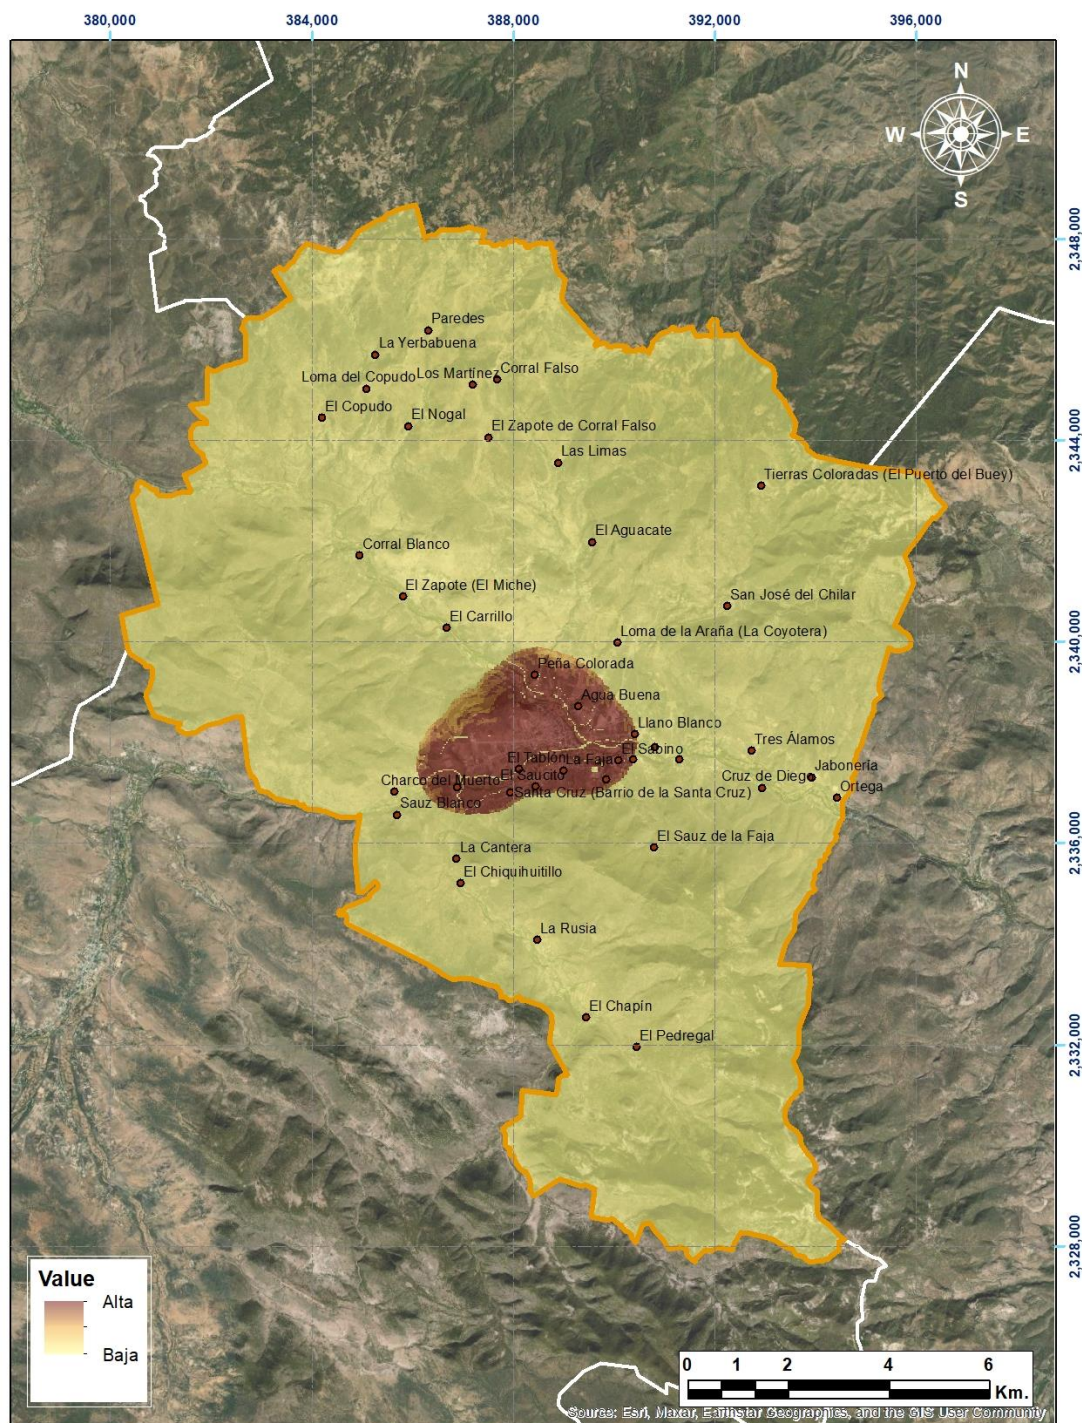 380,000
384,000
388,000
392,000
396,000
N
W
E
S
2,348,000
Paredes
La Yerbabuena
Loma del Copudo
Los Martínez
Corral Falso
El Copudo
El Nogal
El Zapote de Corral Falso
2,344,000
Las Limas
Tierras Coloradas (El Puerto del Buey)
El Aguacate
Corral Blanco
El Zapote (El Miche)
San José del Chilar
El Carrillo
Loma de la Araña (La Coyotera)
2,340,000
Peña Colorada
Agua Buena
Llano Blanco
El Sabino
Tres Álamos
El Tablón
La Faja
Jabonería
Charco del Muerto
El Saucito
Cruz de Diego
Ortega
Santa Cruz (Barrio de la Santa Cruz)
Sauz Blanco
2,336,000
El Sauz de la Faja
La Cantera
El Chiquihuitillo
La Rusia
El Chapín
El Pedregal
2,332,000
2,328,000
Value
Alta
Baja
0 1 2 4 6
Km.
Source: Esri, Maxar, Earthstar Geographics, and the GIS User Community